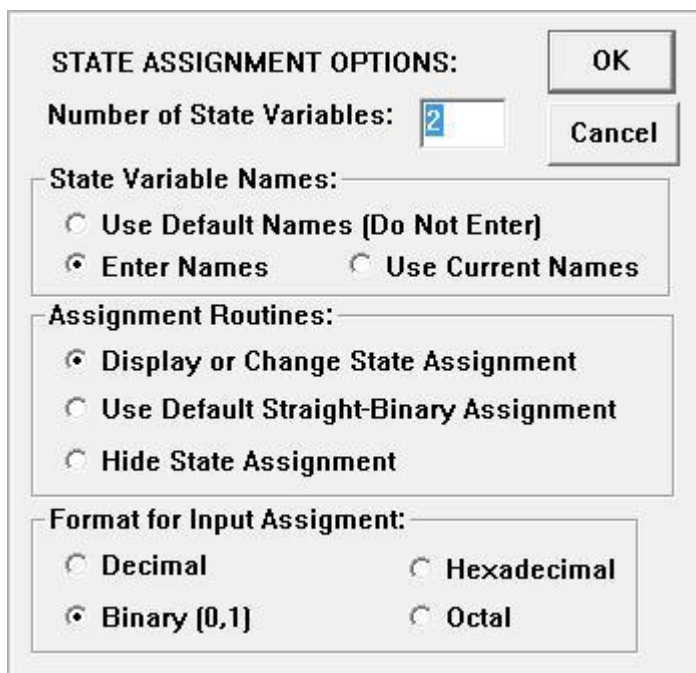 STATE ASSIGNMENT OPTIONS:
OK
Number of State Variables: 2
Cancel
State Variable Names:
Use Default Names (Do Not Enter)
Enter Names Use Current Names
Assignment Routines:
Display or Change State Assignment
Use Default Straight-Binary Assignment
Hide State Assignment
Format for Input Assigment:
Decimal Hexadecimal
Binary (0,1) Octal